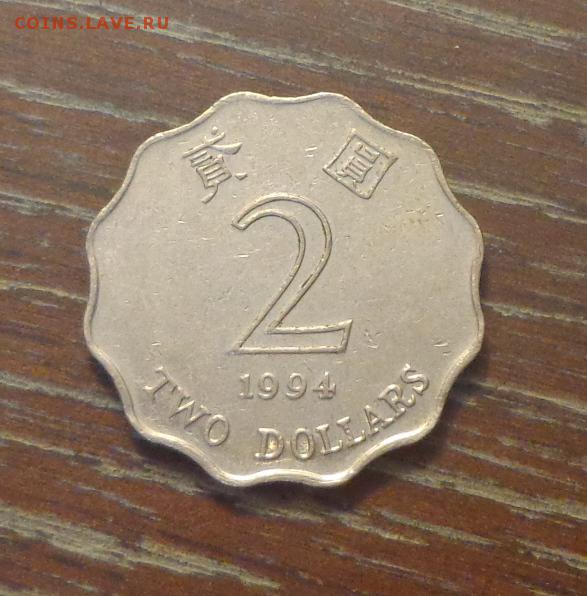 COINS.LAVE.RU
貳 圓
2
1994
TWO DOLLARS